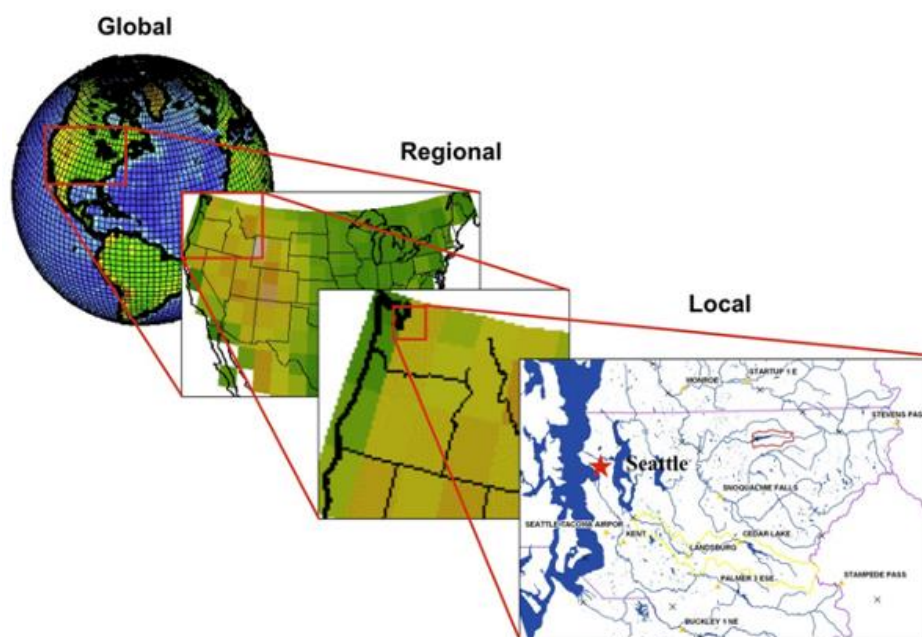 Global
Regional
Local
MONROE
STARTUP 1 E
STEVENS PAS
Seattle
SNOQUALMIE FALLS
SEATTLE-TACOMA AIRPOR
KENT
CEDAR LAKE
LANDSBURG
PALMER 3 ESE
STAMPEDE PASS
BUCKLEY 1 NE